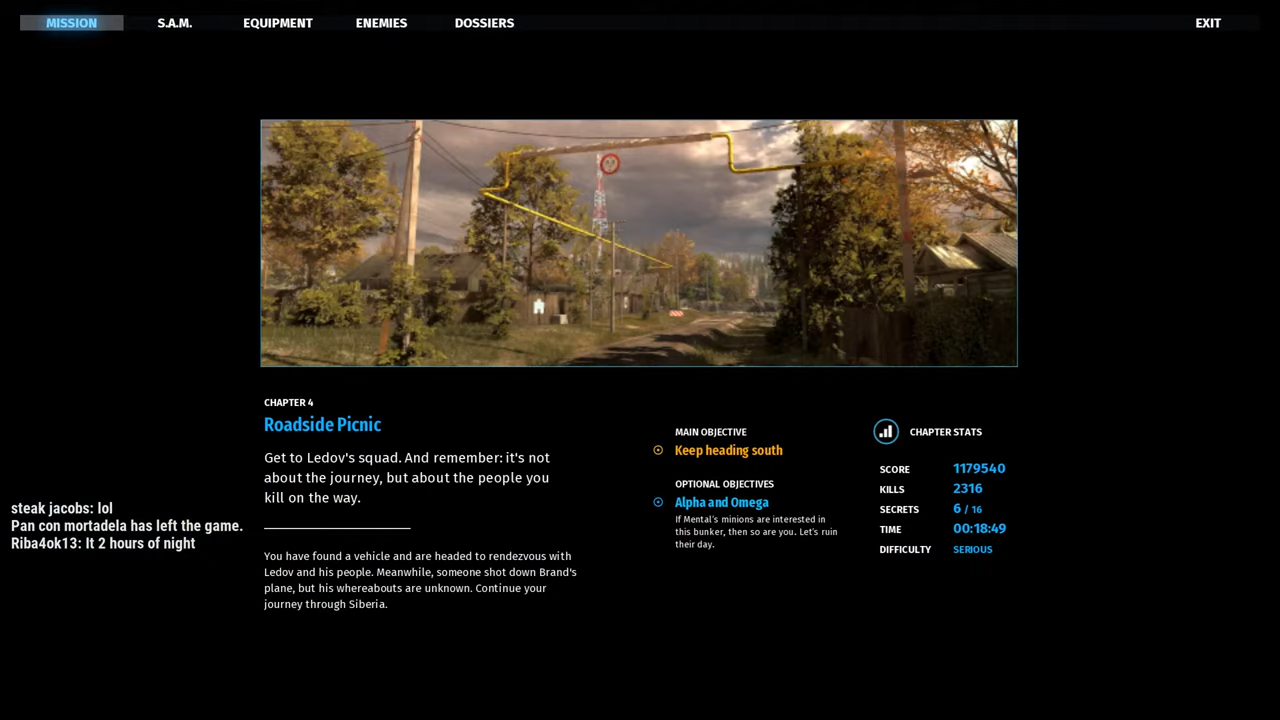 MISSION S.A.M. EQUIPMENT ENEMIES DOSSIERS EXIT
CHAPTER 4
Roadside Picnic
Get to Ledov's squad. And remember: it's not
about the journey, but about the people you
kill on the way.
You have found a vehicle and are headed to rendezvous with
Ledov and his people. Meanwhile, someone shot down Brand's
plane, but his whereabouts are unknown. Continue your
journey through Siberia.
MAIN OBJECTIVE
Keep heading south
OPTIONAL OBJECTIVES
Alpha and Omega
If Mental's minions are interested in
this bunker, then so are you. Let's ruin
their day.
CHAPTER STATS
SCORE 1179540
KILLS 2316
SECRETS 6 / 16
TIME 00:18:49
DIFFICULTY SERIOUS
steak jacobs: lol
Pan con mortadela has left the game.
Riba4ok13: It 2 hours of night